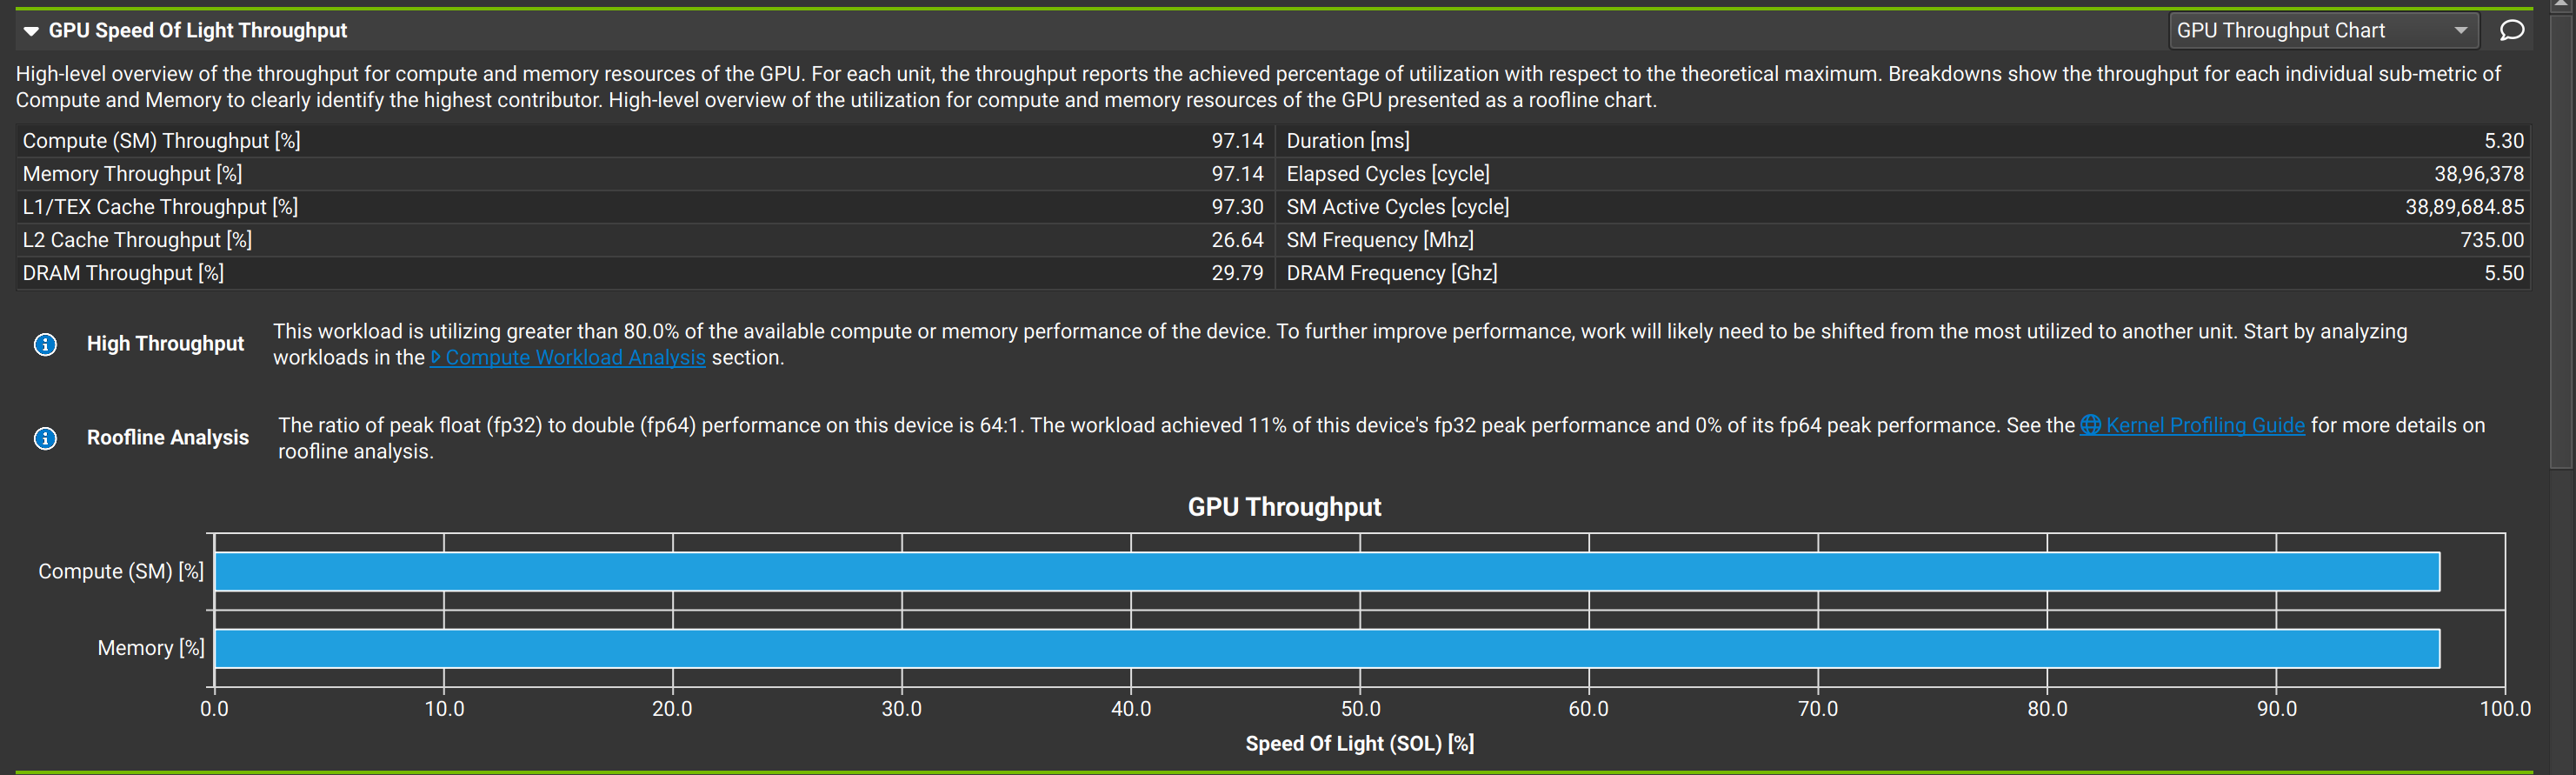 GPU Speed Of Light Throughput
GPU Throughput Chart
High-level overview of the throughput for compute and memory resources of the GPU. For each unit, the throughput reports the achieved percentage of utilization with respect to the theoretical maximum. Breakdowns show the throughput for each individual sub-metric of
Compute and Memory to clearly identify the highest contributor. High-level overview of the utilization for compute and memory resources of the GPU presented as a roofline chart.
Compute (SM) Throughput [%] 97.14 Duration [ms] 5.30
Memory Throughput [%] 97.14 Elapsed Cycles [cycle] 38,96,378
L1/TEX Cache Throughput [%] 97.30 SM Active Cycles [cycle] 38,89,684.85
L2 Cache Throughput [%] 26.64 SM Frequency [Mhz] 735.00
DRAM Throughput [%] 29.79 DRAM Frequency [Ghz] 5.50
High Throughput
This workload is utilizing greater than 80.0% of the available compute or memory performance of the device. To further improve performance, work will likely need to be shifted from the most utilized to another unit. Start by analyzing
workloads in the Compute Workload Analysis section.
Roofline Analysis
The ratio of peak float (fp32) to double (fp64) performance on this device is 64:1. The workload achieved 11% of this device's fp32 peak performance and 0% of its fp64 peak performance. See the Kernel Profiling Guide for more details on
roofline analysis.
GPU Throughput
Compute (SM) [%]
Memory [%]
0.0 10.0 20.0 30.0 40.0 50.0 60.0 70.0 80.0 90.0 100.0
Speed Of Light (SOL) [%]